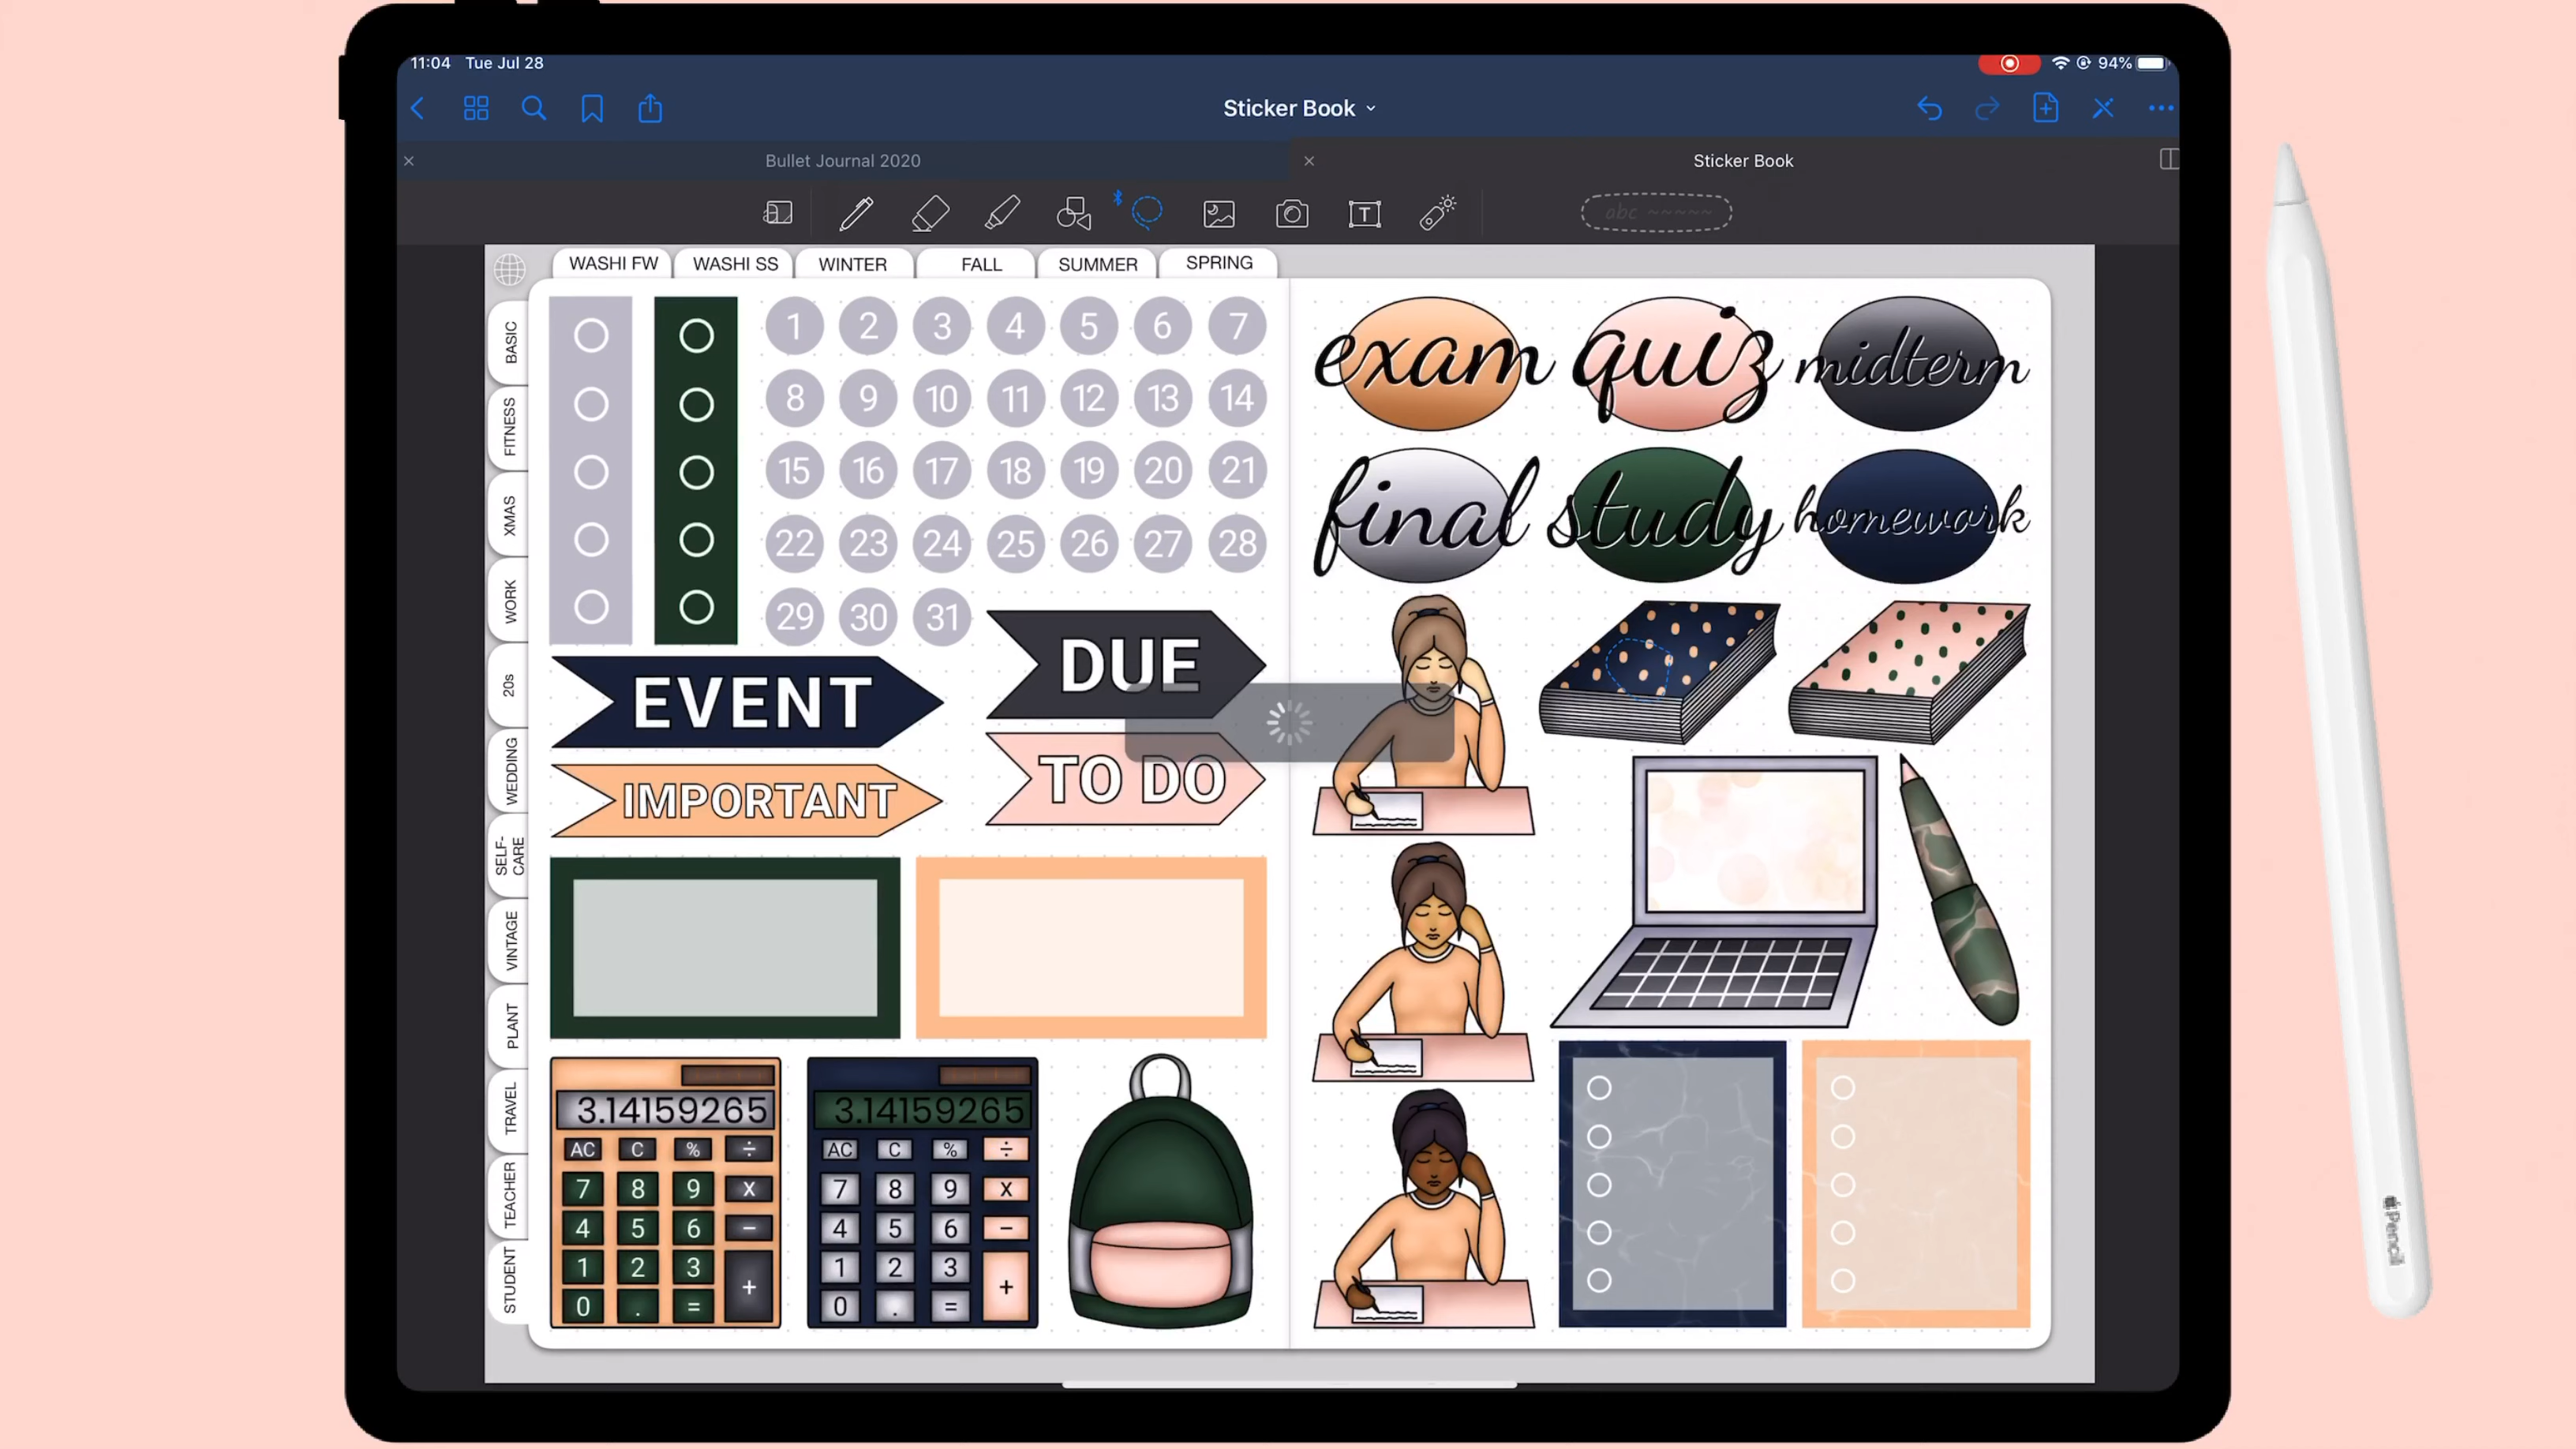 11:04 Tue Jul 28
94%
Sticker Book
Bullet Journal 2020
Sticker Book
abc
WASHI FW WASHI SS WINTER FALL SUMMER SPRING
BASIC
FITNESS
XMAS
WORK
20s
WEDDING
SELF-
CARE
VINTAGE
PLANT
TRAVEL
TEACHER
STUDENT
1 2 3 4 5 6 7
8 9 10 11 12 13 14
15 16 17 18 19 20 21
22 23 24 25 26 27 28
29 30 31
DUE
EVENT
TO DO
IMPORTANT
3.14159265
AC C % ÷
7 8 9 x
4 5 6 −
1 2 3 +
0 . =
3.14159265
AC C % ÷
7 8 9 x
4 5 6 −
1 2 3 +
0 . =
exam quiz midterm
final study homework
Pencil